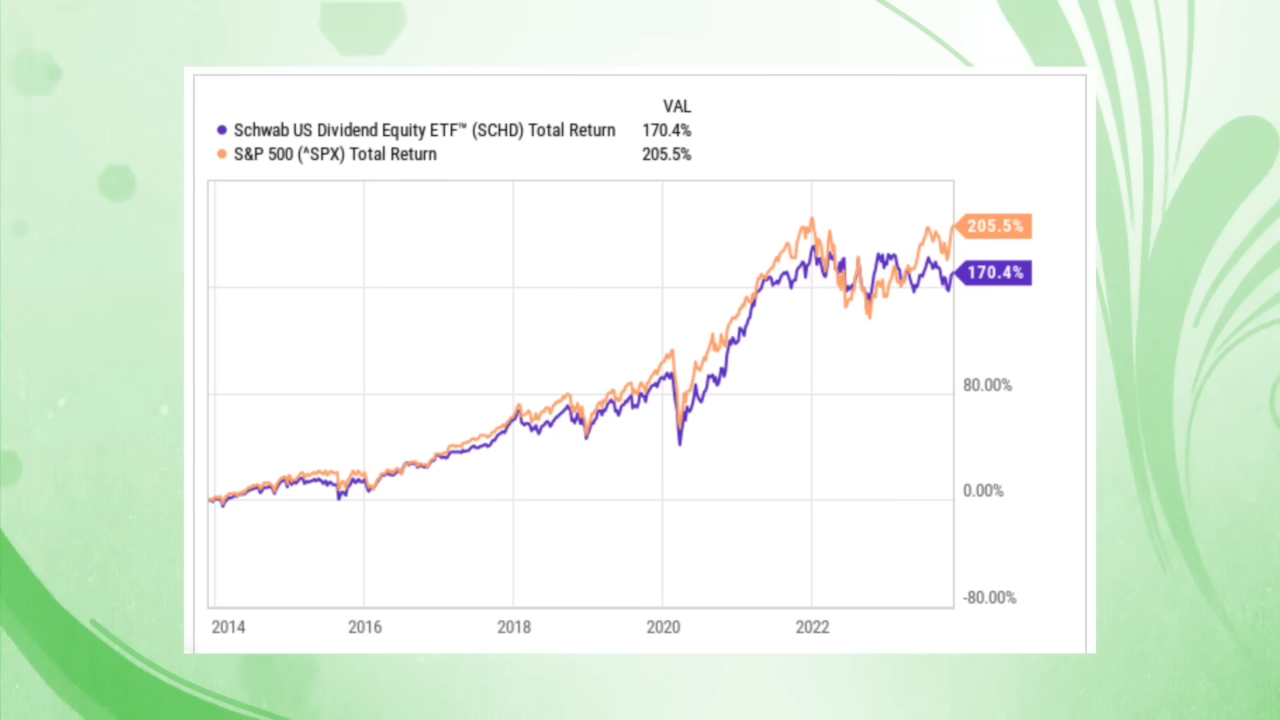 VAL
Schwab US Dividend Equity ETF™ (SCHD) Total Return 170.4%
S&P 500 (^SPX) Total Return 205.5%
205.5%
170.4%
80.00%
0.00%
-80.00%
2014 2016 2018 2020 2022